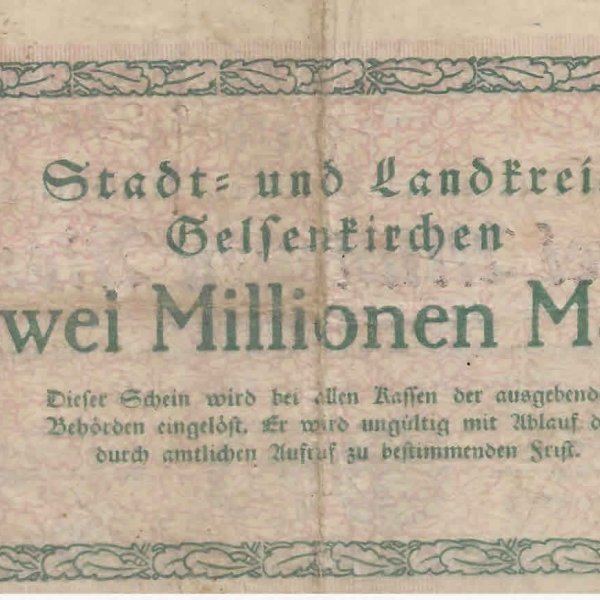 Stadt- und Landkrei
Gelsenkirchen
wei Millionen M
Dieser Schein wird bei allen Kassen der ausgebend
Behörden eingelöst. Er wird ungültig mit Ablauf d
durch amtlichen Aufruf zu bestimmenden Frist.